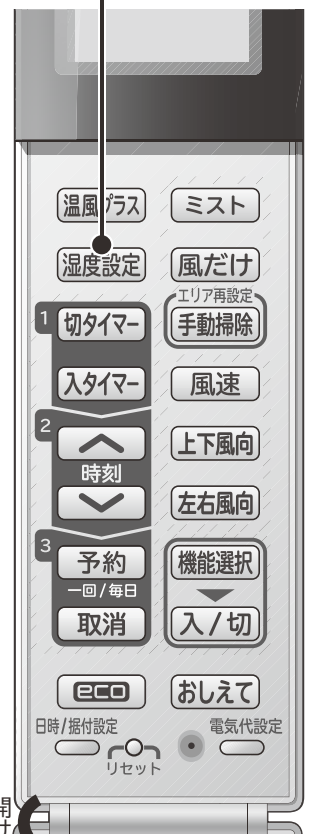 温風プラス ミスト
湿度設定 風だけ
エリア再設定
1 切タイマー 手動掃除
入タイマー 風速
2
上下風向
時刻
左右風向
3
予約 機能選択
一回/毎日
取消 入/切
eco おしえて
日時/据付設定 電気代設定
リセット
開